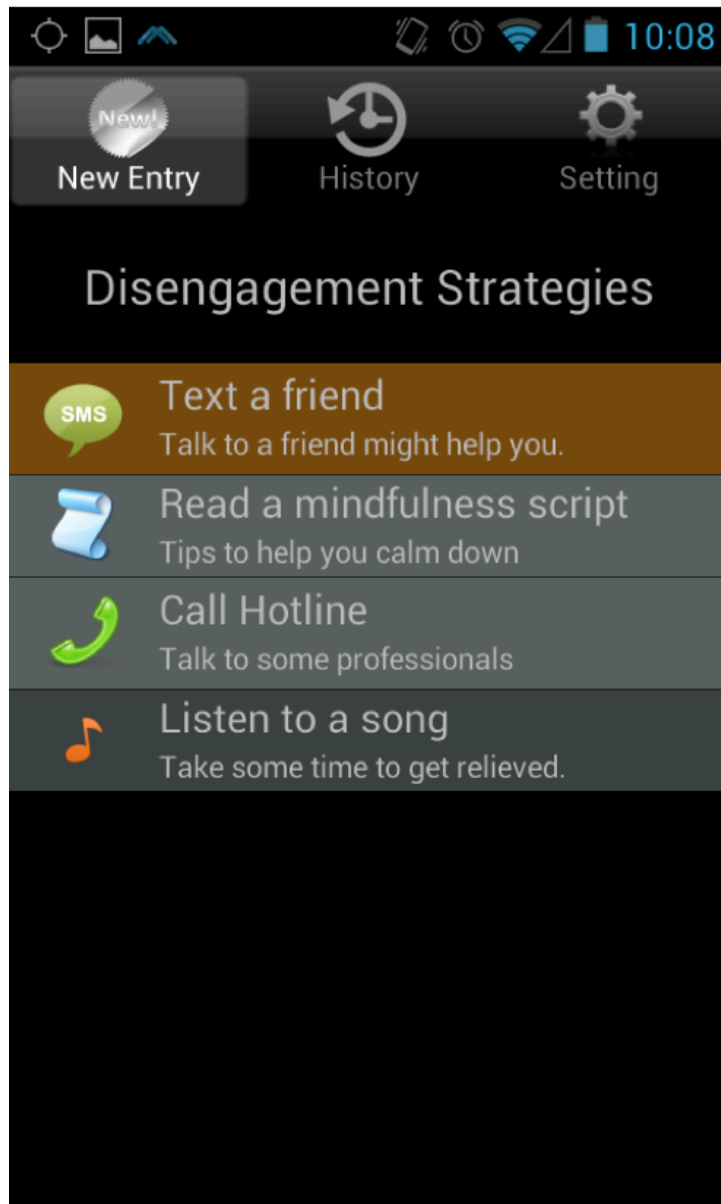 10:08
New!
New Entry
History
Setting
Disengagement Strategies
SMS
Text a friend
Talk to a friend might help you.
Read a mindfulness script
Tips to help you calm down
Call Hotline
Talk to some professionals
Listen to a song
Take some time to get relieved.